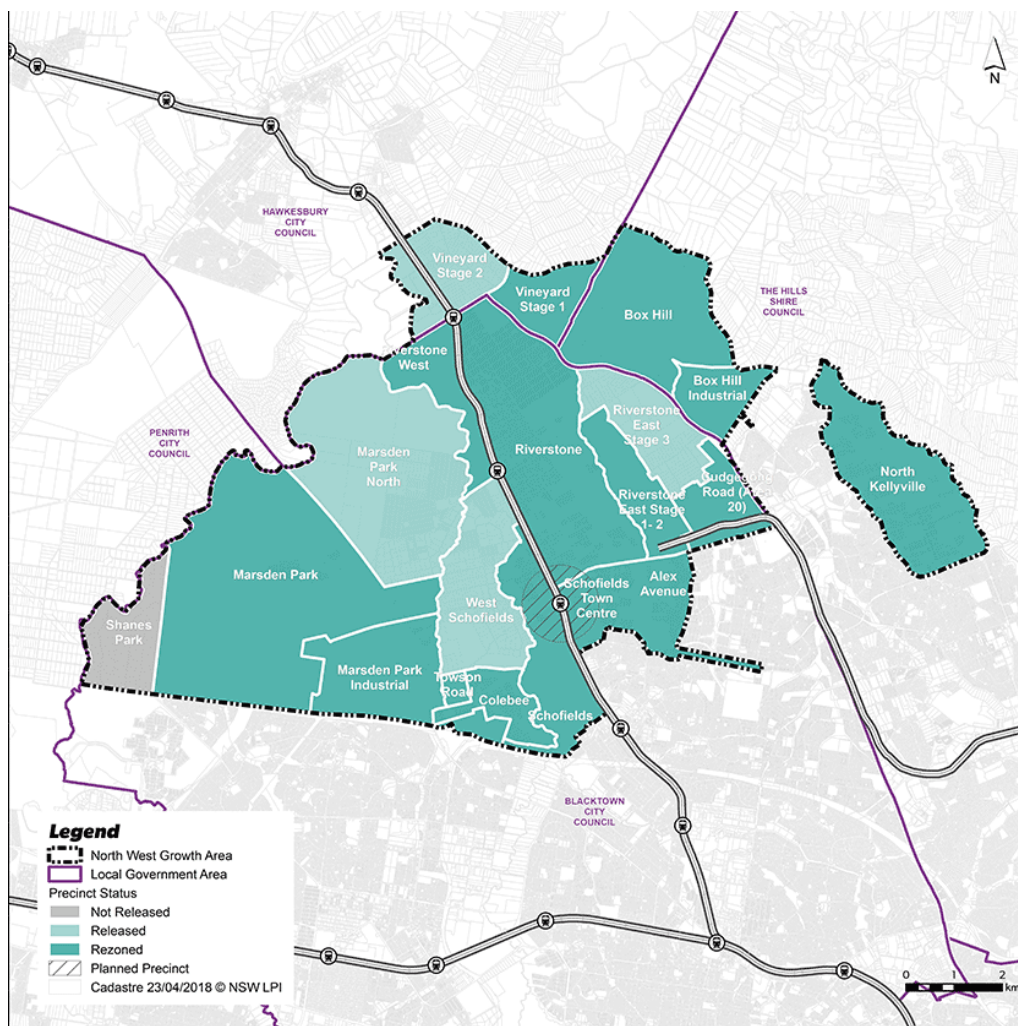 N
HAWKESBURY
CITY
COUNCIL
Vineyard
Stage 2
Vineyard
Stage 1
Box Hill
THE HILLS
SHIRE
COUNCIL
verstone
West
Box Hill
Industrial
Riverstone
East
Stage 3
PENRITH
CITY
COUNCIL
Marsden
Park
North
Riverstone
North
Kellyville
Riverstone
East Stage
1- 2
Road
20)
Marsden Park
Alex
Avenue
Schofields
Town
Centre
West
Schofields
Shanes
Park
Marsden Park
Industrial
Towson
Road
Colebee
Schofields
BLACKTOWN
CITY
COUNCIL
Legend
North West Growth Area
Local Government Area
Precinct Status
Not Released
Released
Rezoned
Planned Precinct
Cadastre 23/04/2018 © NSW LPI
0 1 2
km